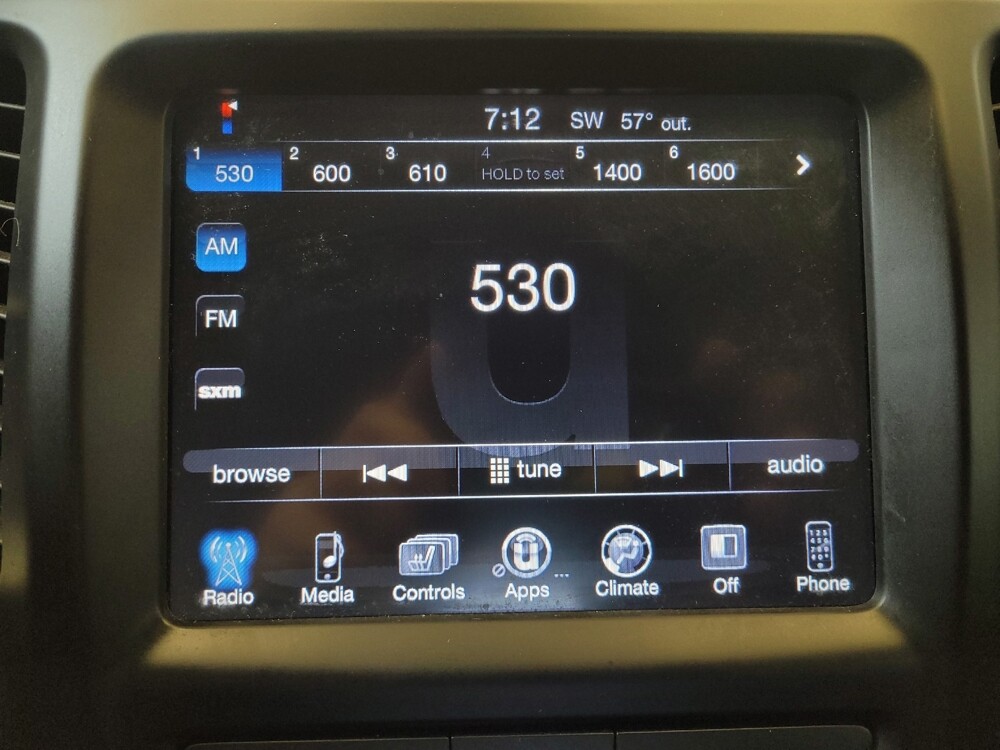 7:12 SW 57° out.
1 2 3 4 5 6
530 600 610 HOLD to set 1400 1600
AM
530
FM
sxm
browse tune audio
Radio Media Controls Apps Climate Off Phone